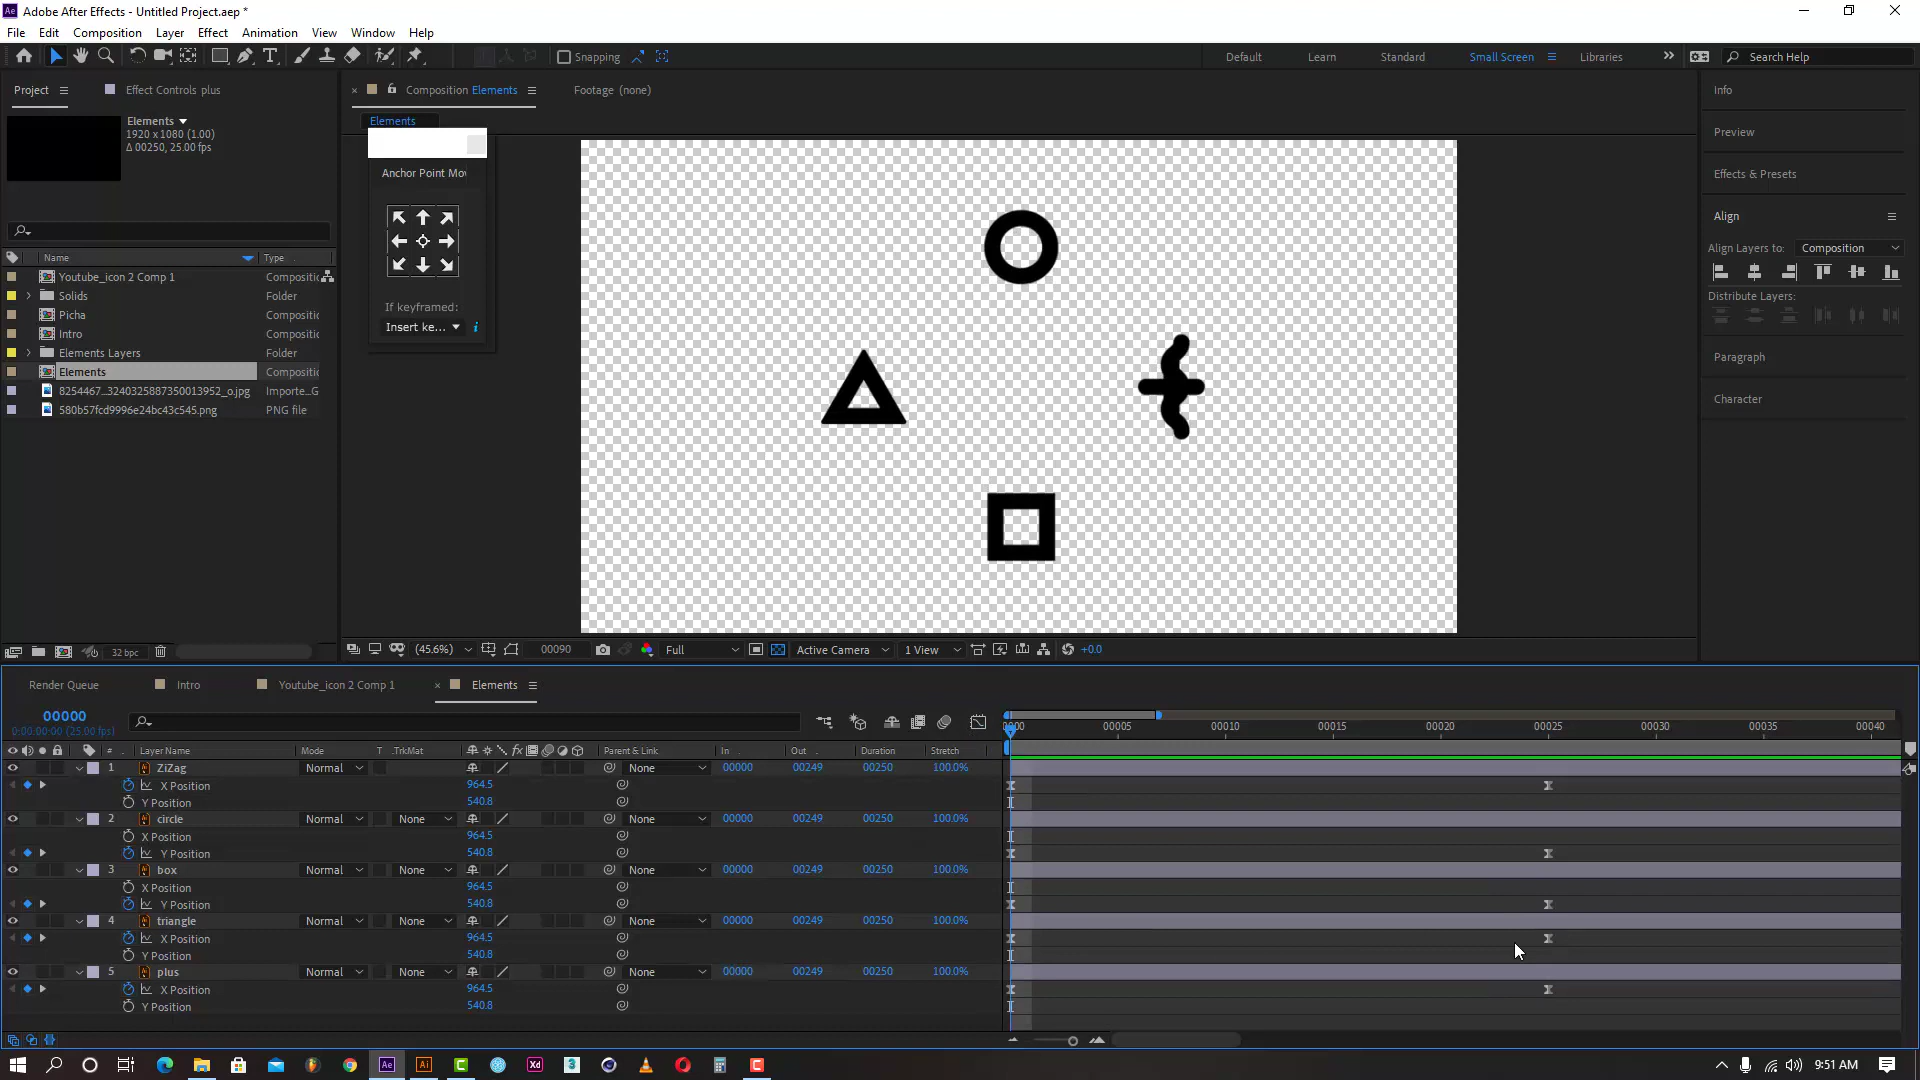 Adobe After Effects - Untitled Project.aep *
File Edit Composition Layer Effect Animation View Window Help
Snapping
Default Learn Standard Small Screen Libraries Search Help
Project Effect Controls plus
Elements
1920 x 1080 (1.00)
Δ 00250, 25.00 fps
Name Type
Youtube_icon 2 Comp 1 Compositic
Solids Folder
Picha Compositic
Intro Compositic
Elements Layers Folder
Elements Compositic
8254467...3240325887350013952_o.jpg Importe...G
580b57fcd9996e24bc43c545.png PNG file
32 bpc
Composition Elements Footage (none)
Elements
Anchor Point Mov
If keyframed:
Insert ke...
(45.6%) 00090 Full Active Camera 1 View +0.0
Info
Preview
Effects & Presets
Align
Align Layers to: Composition
Distribute Layers:
Paragraph
Character
Render Queue Intro Youtube_icon 2 Comp 1 Elements
00000
0:00:00:00 (25.00 fps)
0000 00005 00010 00015 00020 00025 00030 00035 00040
# Layer Name Mode T .TrkMat Parent & Link In Out Duration Stretch
1 ZiZag Normal None 00000 00249 00250 100.0%
X Position 964.5
Y Position 540.8
2 circle Normal None None 00000 00249 00250 100.0%
X Position 964.5
Y Position 540.8
3 box Normal None None 00000 00249 00250 100.0%
X Position 964.5
Y Position 540.8
4 triangle Normal None None 00000 00249 00250 100.0%
X Position 964.5
Y Position 540.8
5 plus Normal None None 00000 00249 00250 100.0%
X Position 964.5
Y Position 540.8
9:51 AM